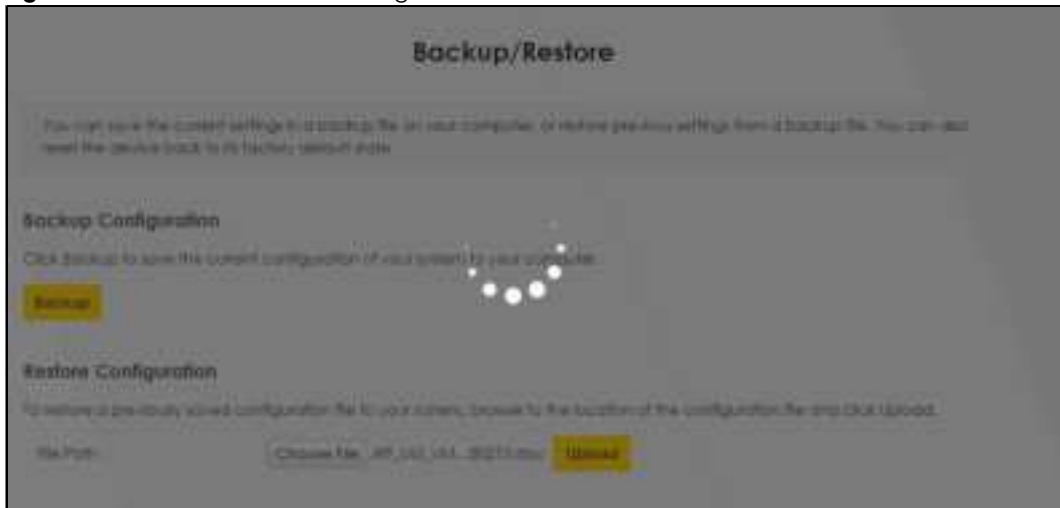 Backup/Restore
You can save the current settings in a backup file on your computer, or restore previous settings from a backup file. You can also
reset the device back to its factory default state.
Backup Configuration
Click Backup to save the current configuration of your system to your computer.
Backup
Restore Configuration
To restore a previously saved configuration file to your system, browse to the location of the configuration file and click Upload.
File Path
Choose File
Upload